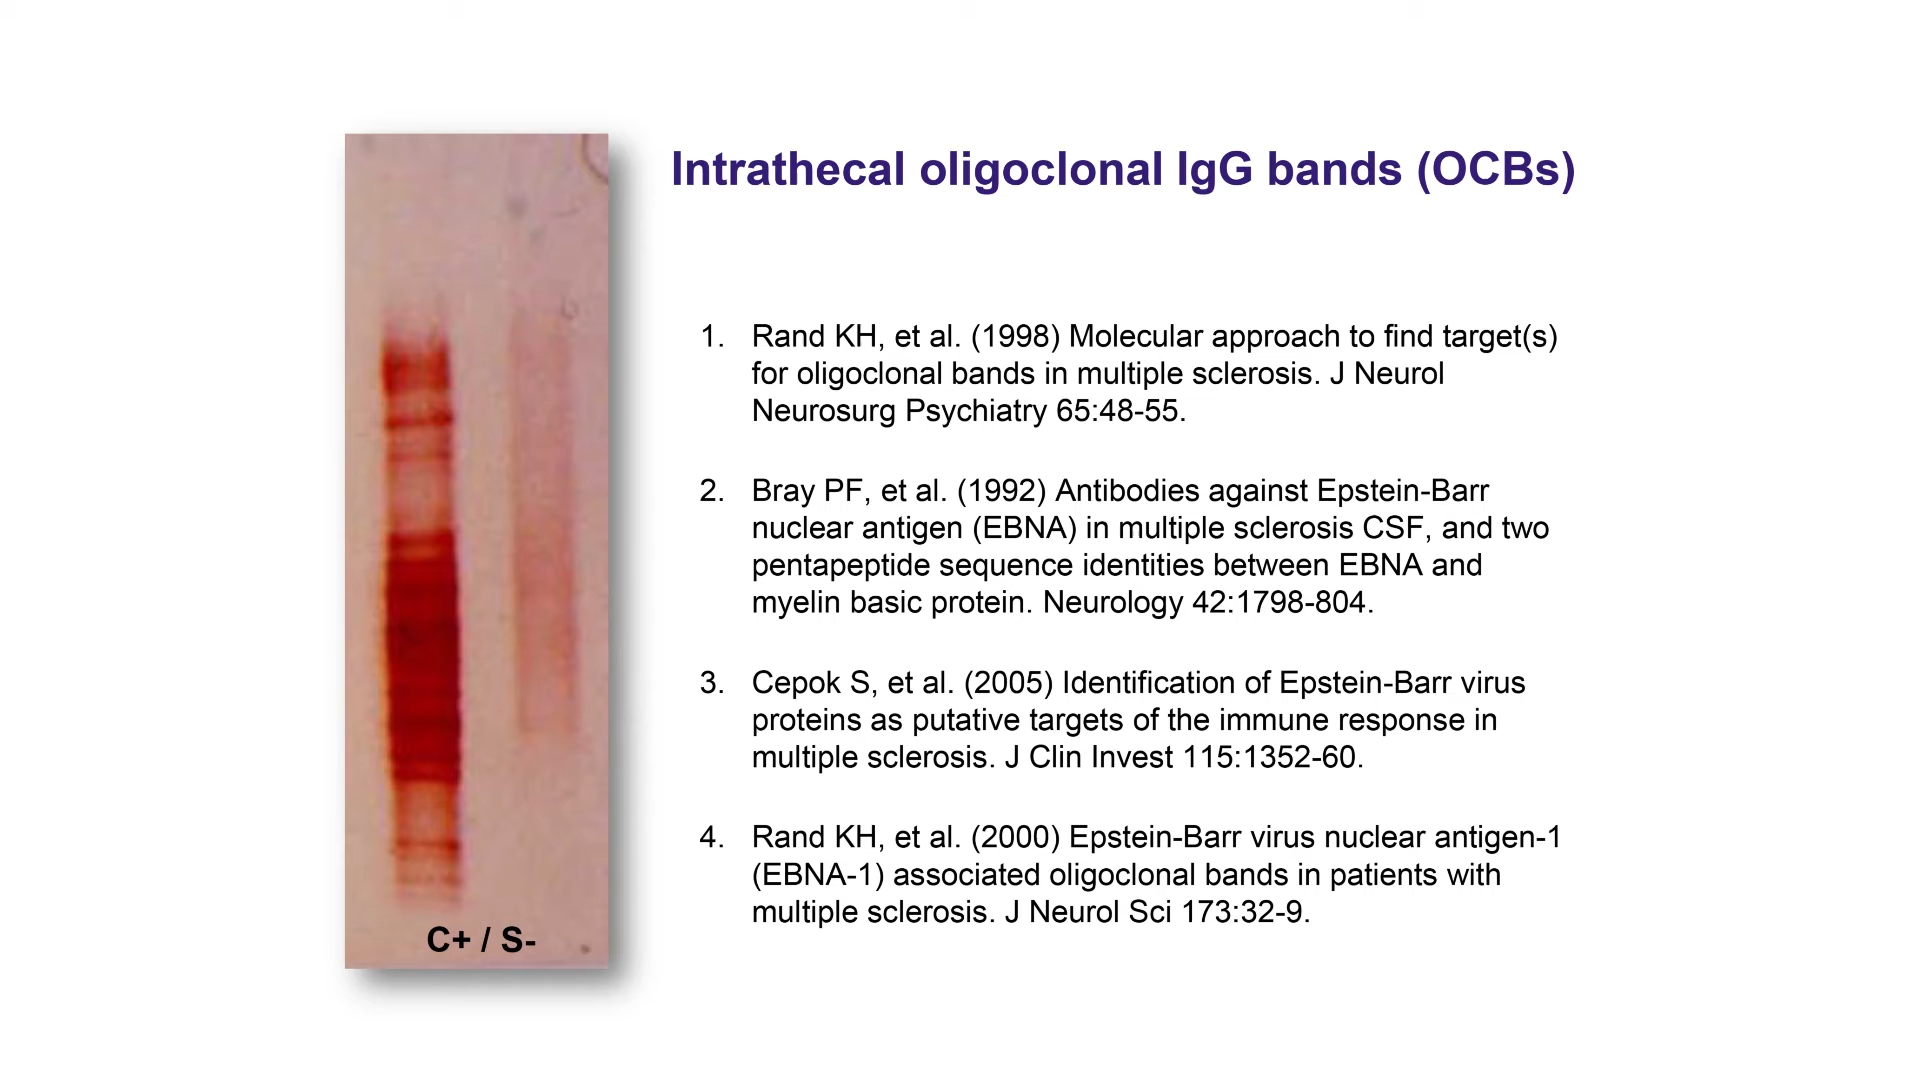 Intrathecal oligoclonal IgG bands (OCBs)
1. Rand KH, et al. (1998) Molecular approach to find target(s)
for oligoclonal bands in multiple sclerosis. J Neurol
Neurosurg Psychiatry 65:48-55.
2. Bray PF, et al. (1992) Antibodies against Epstein-Barr
nuclear antigen (EBNA) in multiple sclerosis CSF, and two
pentapeptide sequence identities between EBNA and
myelin basic protein. Neurology 42:1798-804.
3. Cepok S, et al. (2005) Identification of Epstein-Barr virus
proteins as putative targets of the immune response in
multiple sclerosis. J Clin Invest 115:1352-60.
4. Rand KH, et al. (2000) Epstein-Barr virus nuclear antigen-1
(EBNA-1) associated oligoclonal bands in patients with
multiple sclerosis. J Neurol Sci 173:32-9.
C+ / S-